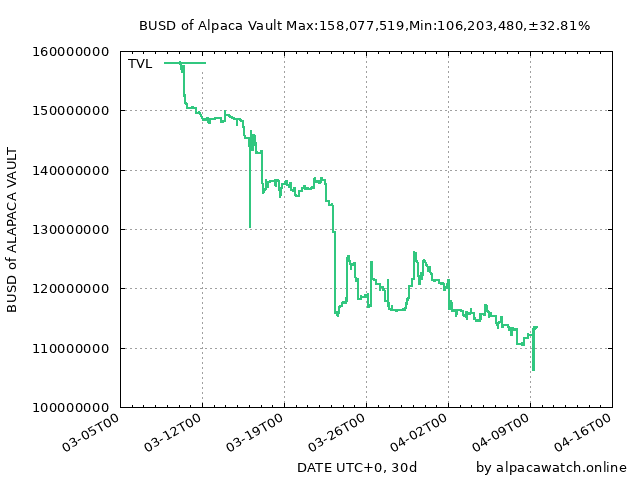 BUSD of Alpaca Vault Max:158,077,519,Min:106,203,480,±32.81%
160000000
TVL
150000000
140000000
130000000
120000000
110000000
100000000
BUSD of ALAPACA VAULT
03-05T00
03-12T00
03-19T00
03-26T00
04-02T00
04-09T00
04-16T00
DATE UTC+0, 30d
by alpacawatch.online